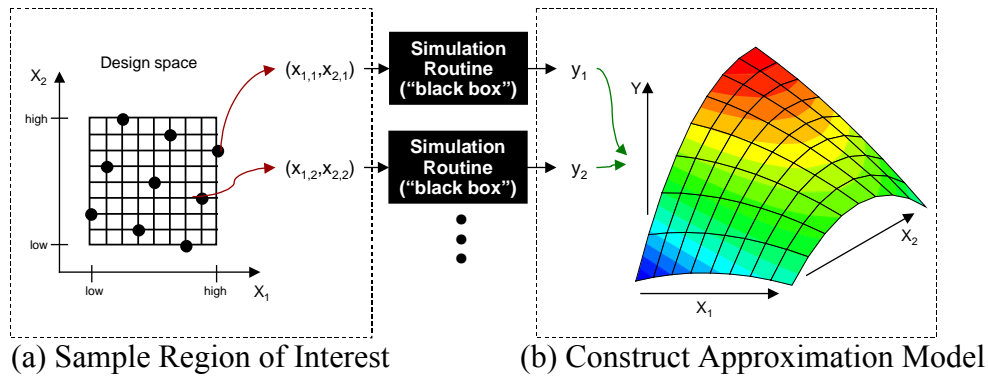 X2
Design space
high
low
low
high
X1
(x1,1,x2,1)
(x1,2,x2,2)
Simulation
Routine
(“black box”)
Simulation
Routine
(“black box”)
y1
y2
Y
X1
X2
(a) Sample Region of Interest
(b) Construct Approximation Model